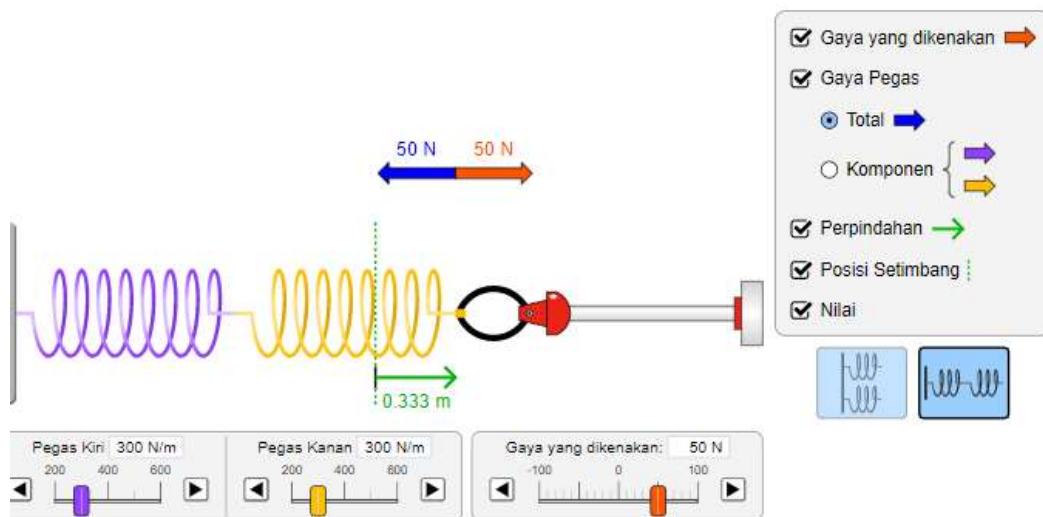 Gaya yang dikenakan
Gaya Pegas
Total
Komponen
Perpindahan
Posisi Setimbang
Nilai
50 N 50 N
0.333 m
Pegas Kiri 300 N/m
200 400 600
Pegas Kanan 300 N/m
200 400 600
Gaya yang dikenakan: 50 N
-100 0 100